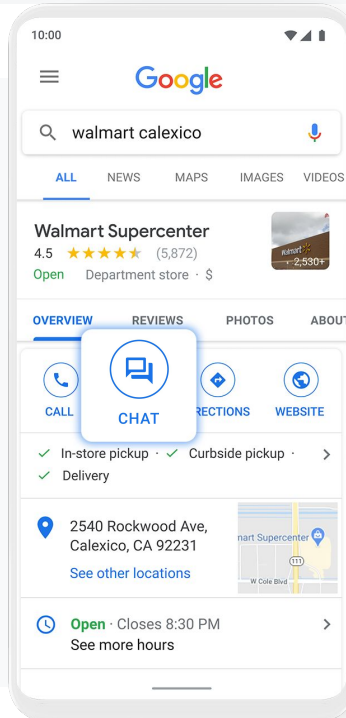 10:00
Google
walmart calexico
ALL NEWS MAPS IMAGES VIDEOS
Walmart Supercenter
4.5 (5,872)
Open Department store · $
Walmart
2,530+
OVERVIEW REVIEWS PHOTOS ABOU
CALL CHAT RECTIONS WEBSITE
In-store pickup · Curbside pickup ·
Delivery
2540 Rockwood Ave,
Calexico, CA 92231
See other locations
mart Supercenter
111
W Cole Blvd
Open · Closes 8:30 PM
See more hours